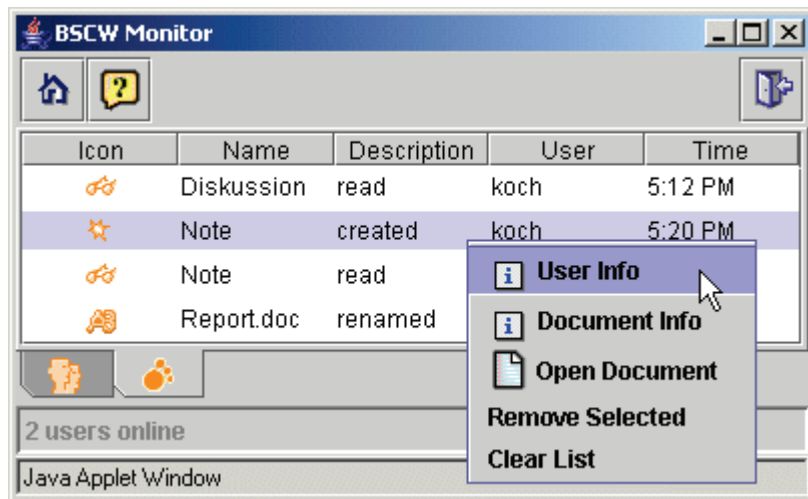 BSCW Monitor
Icon Name Description User Time
Diskussion read koch 5:12 PM
Note created koch 5:20 PM
Note read
Report.doc renamed
User Info
Document Info
Open Document
Remove Selected
Clear List
2 users online
Java Applet Window